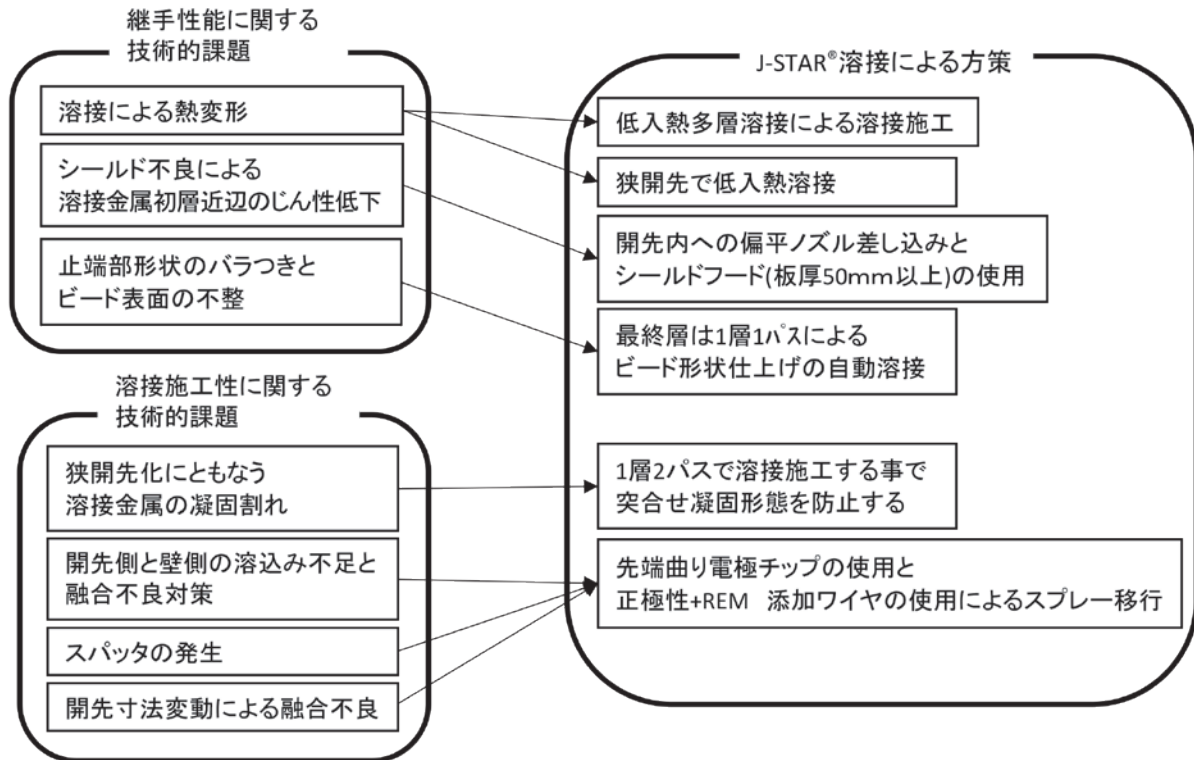 継手性能に関する
技術的課題
溶接による熱変形
シールド不良による
溶接金属初層近辺のじん性低下
止端部形状のバラつきと
ビード表面の不整
溶接施工性に関する
技術的課題
狭開先化にともなう
溶接金属の凝固割れ
開先側と壁側の溶込み不足と
融合不良対策
スパッタの発生
開先寸法変動による融合不良
J-STAR®溶接による方策
低入熱多層溶接による溶接施工
狭開先で低入熱溶接
開先内への偏平ノズル差し込みと
シールドフード(板厚50mm以上)の使用
最終層は1層1ﾊﾟｽによる
ビード形状仕上げの自動溶接
1層2パスで溶接施工する事で
突合せ凝固形態を防止する
先端曲り電極チップの使用と
正極性+REM 添加ワイヤの使用によるスプレー移行